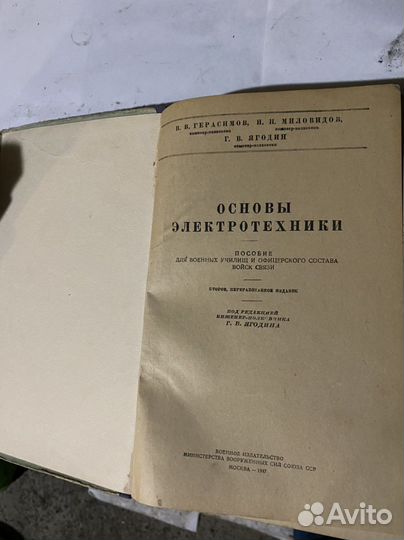 В. В. ГЕРАСИМОВ, Н. Н. МИЛОВИДОВ,
инженер-полковник инженер-полковник
Г. В. ЯГОДИН
инженер-полковник
ОСНОВЫ
ЭЛЕКТРОТЕХНИКИ
ПОСОБИЕ
ДЛЯ ВОЕННЫХ УЧИЛИЩ И ОФИЦЕРСКОГО СОСТАВА
ВОЙСК СВЯЗИ
ВТОРОЕ, ПЕРЕРАБОТАННОЕ ИЗДАНИЕ
ПОД РЕДАКЦИЕЙ
ИНЖЕНЕР-ПОЛКОВНИКА
Г. В. ЯГОДИНА
ВОЕННОЕ ИЗДАТЕЛЬСТВО
МИНИСТЕРСТВА ВООРУЖЕННЫХ СИЛ СОЮЗА ССР
МОСКВА — 1947
Avito